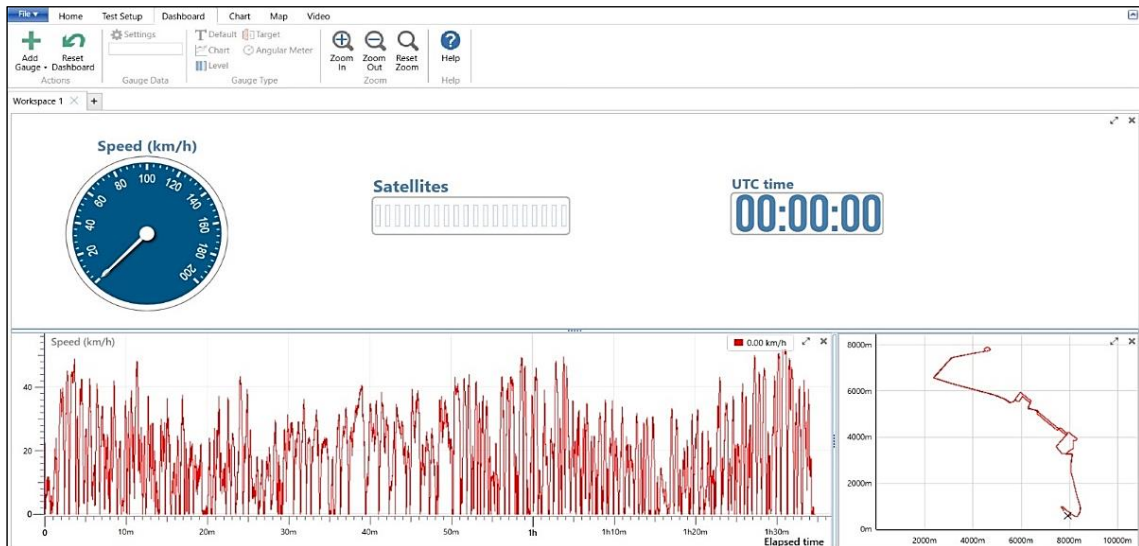 File ▾ Home Test Setup Dashboard Chart Map Video
Settings Default Target
Chart Angular Meter
Level
Add Gauge Reset Dashboard Zoom In Zoom Out Reset Zoom Help
Actions Gauge Data Gauge Type Zoom Help
Workspace 1 × +
Speed (km/h)
0 20 40 60 80 100 120 140 160 180 200
Satellites
UTC time
00:00:00
Speed (km/h)
0.00 km/h
40
20
0
0 10m 20m 30m 40m 50m 1h 1h10m 1h20m 1h30m
Elapsed time
8000m
6000m
4000m
2000m
0m
2000m 4000m 6000m 8000m 10000m